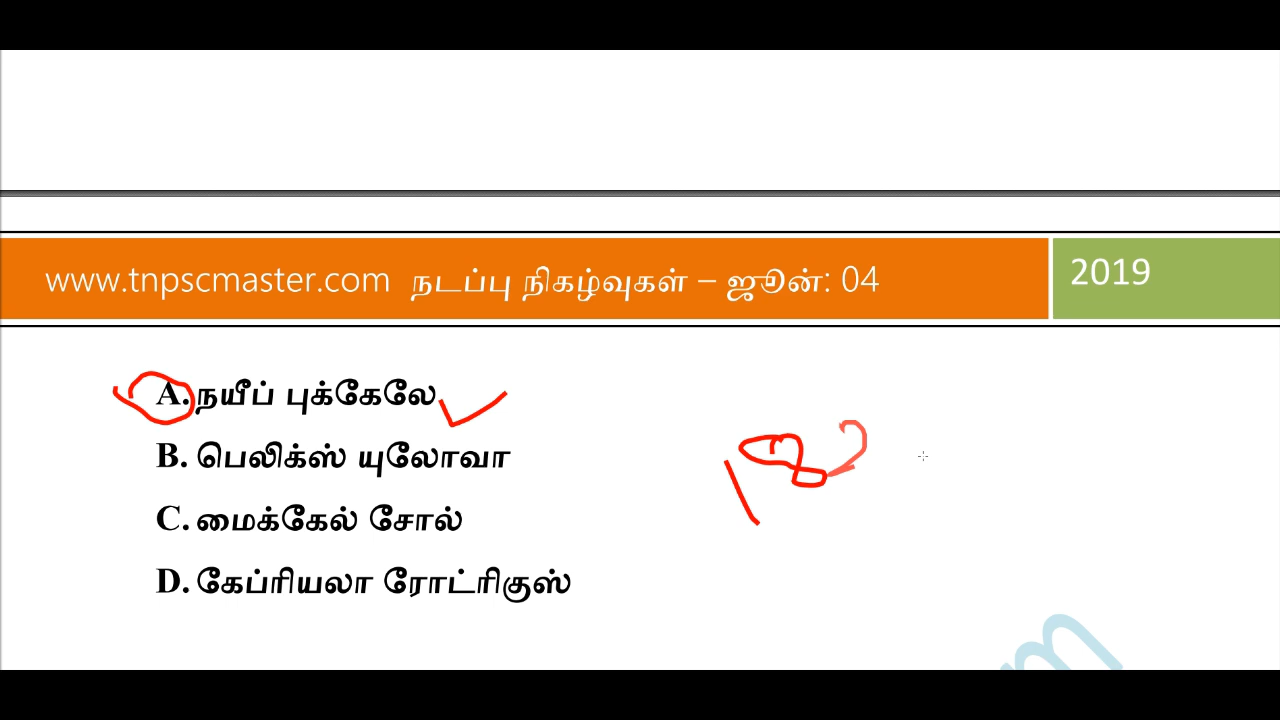 www.tnpscmaster.com நடப்பு நிகழ்வுகள் – ஜூன்: 04 2019
A. நயீப் புக்கேலே
B. பெலிக்ஸ் யுலோவா
C. மைக்கேல் சோல்
D. கேப்ரியலா ரோட்ரிகுஸ்